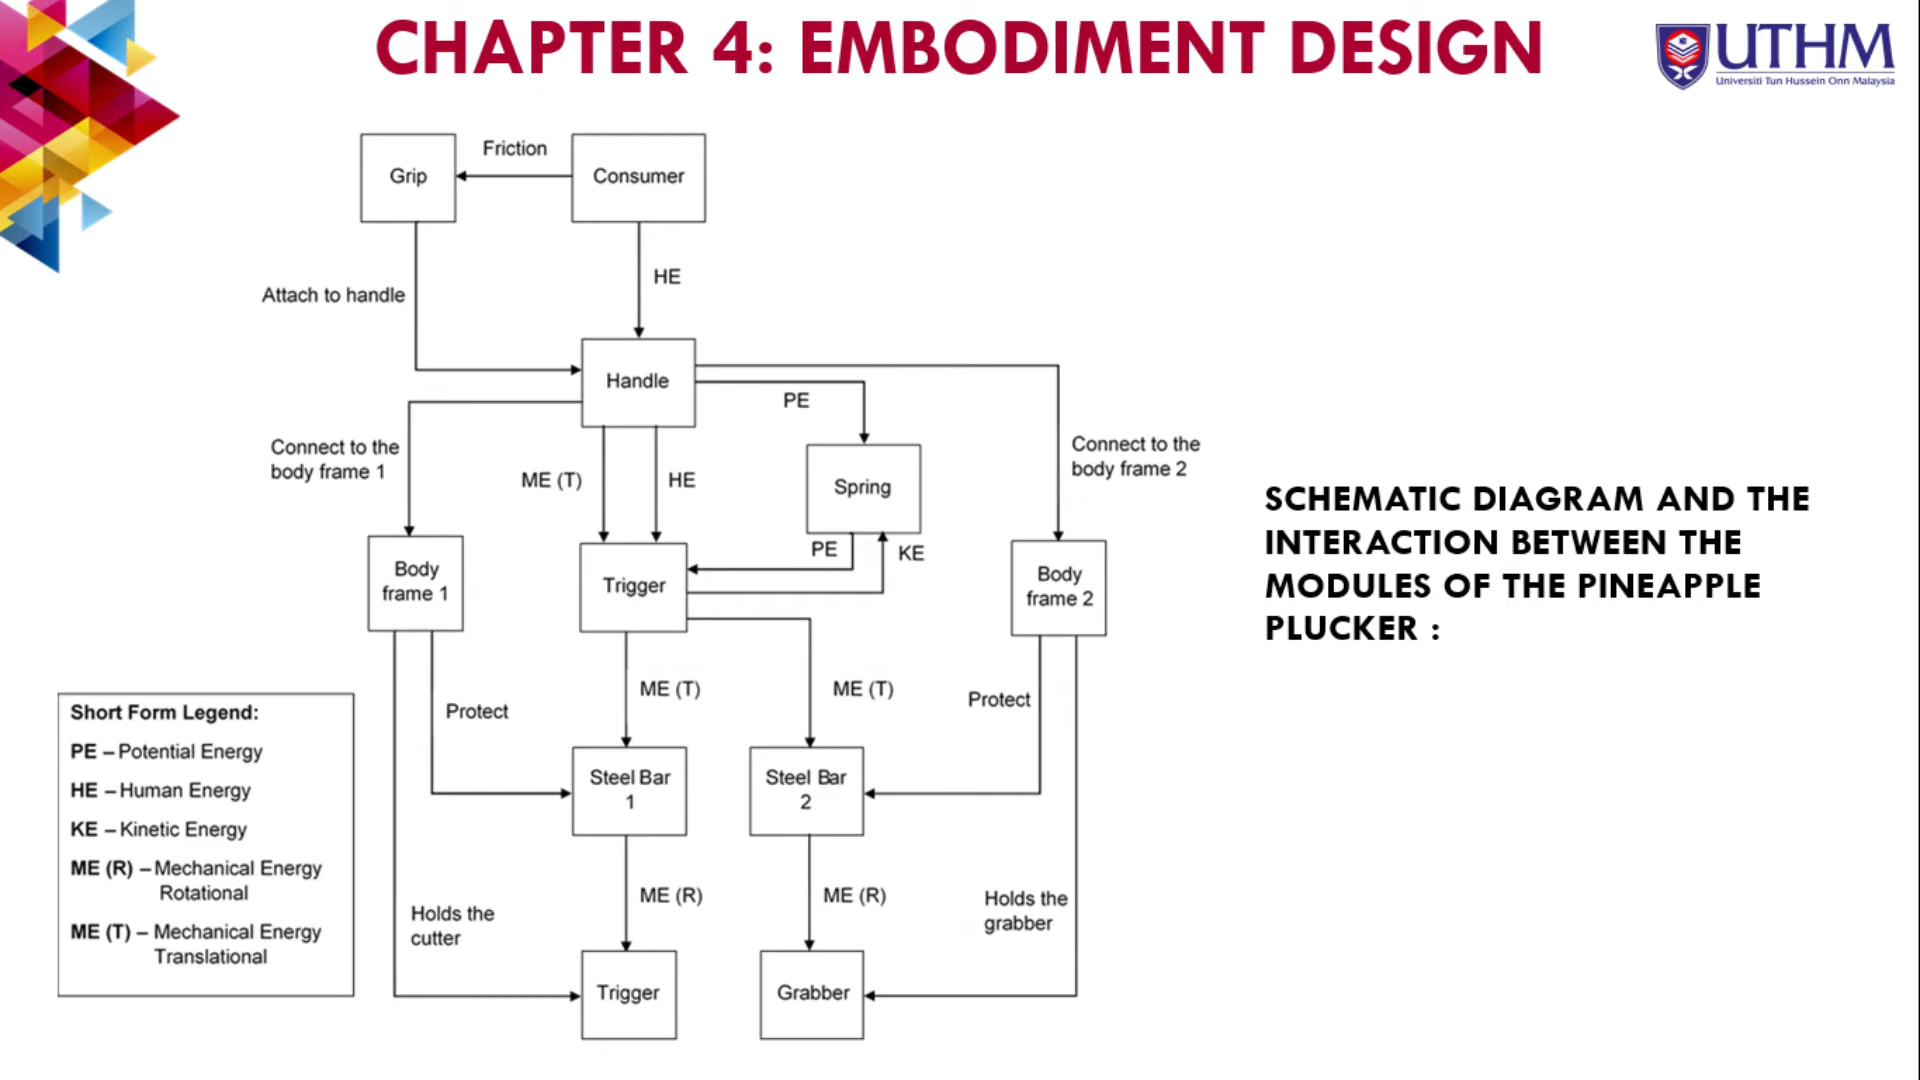 CHAPTER 4: EMBODIMENT DESIGN
UTHM
Universiti Tun Hussein Onn Malaysia
Grip
Friction
Consumer
Attach to handle
HE
Handle
PE
Connect to the
body frame 1
ME (T)
HE
Spring
Connect to the
body frame 2
PE
KE
Body
frame 1
Trigger
Body
frame 2
SCHEMATIC DIAGRAM AND THE
INTERACTION BETWEEN THE
MODULES OF THE PINEAPPLE
PLUCKER :
Protect
ME (T)
ME (T)
Protect
Steel Bar
1
Steel Bar
2
ME (R)
ME (R)
Holds the
cutter
Holds the
grabber
Trigger
Grabber
Short Form Legend:
PE – Potential Energy
HE – Human Energy
KE – Kinetic Energy
ME (R) – Mechanical Energy
Rotational
ME (T) – Mechanical Energy
Translational